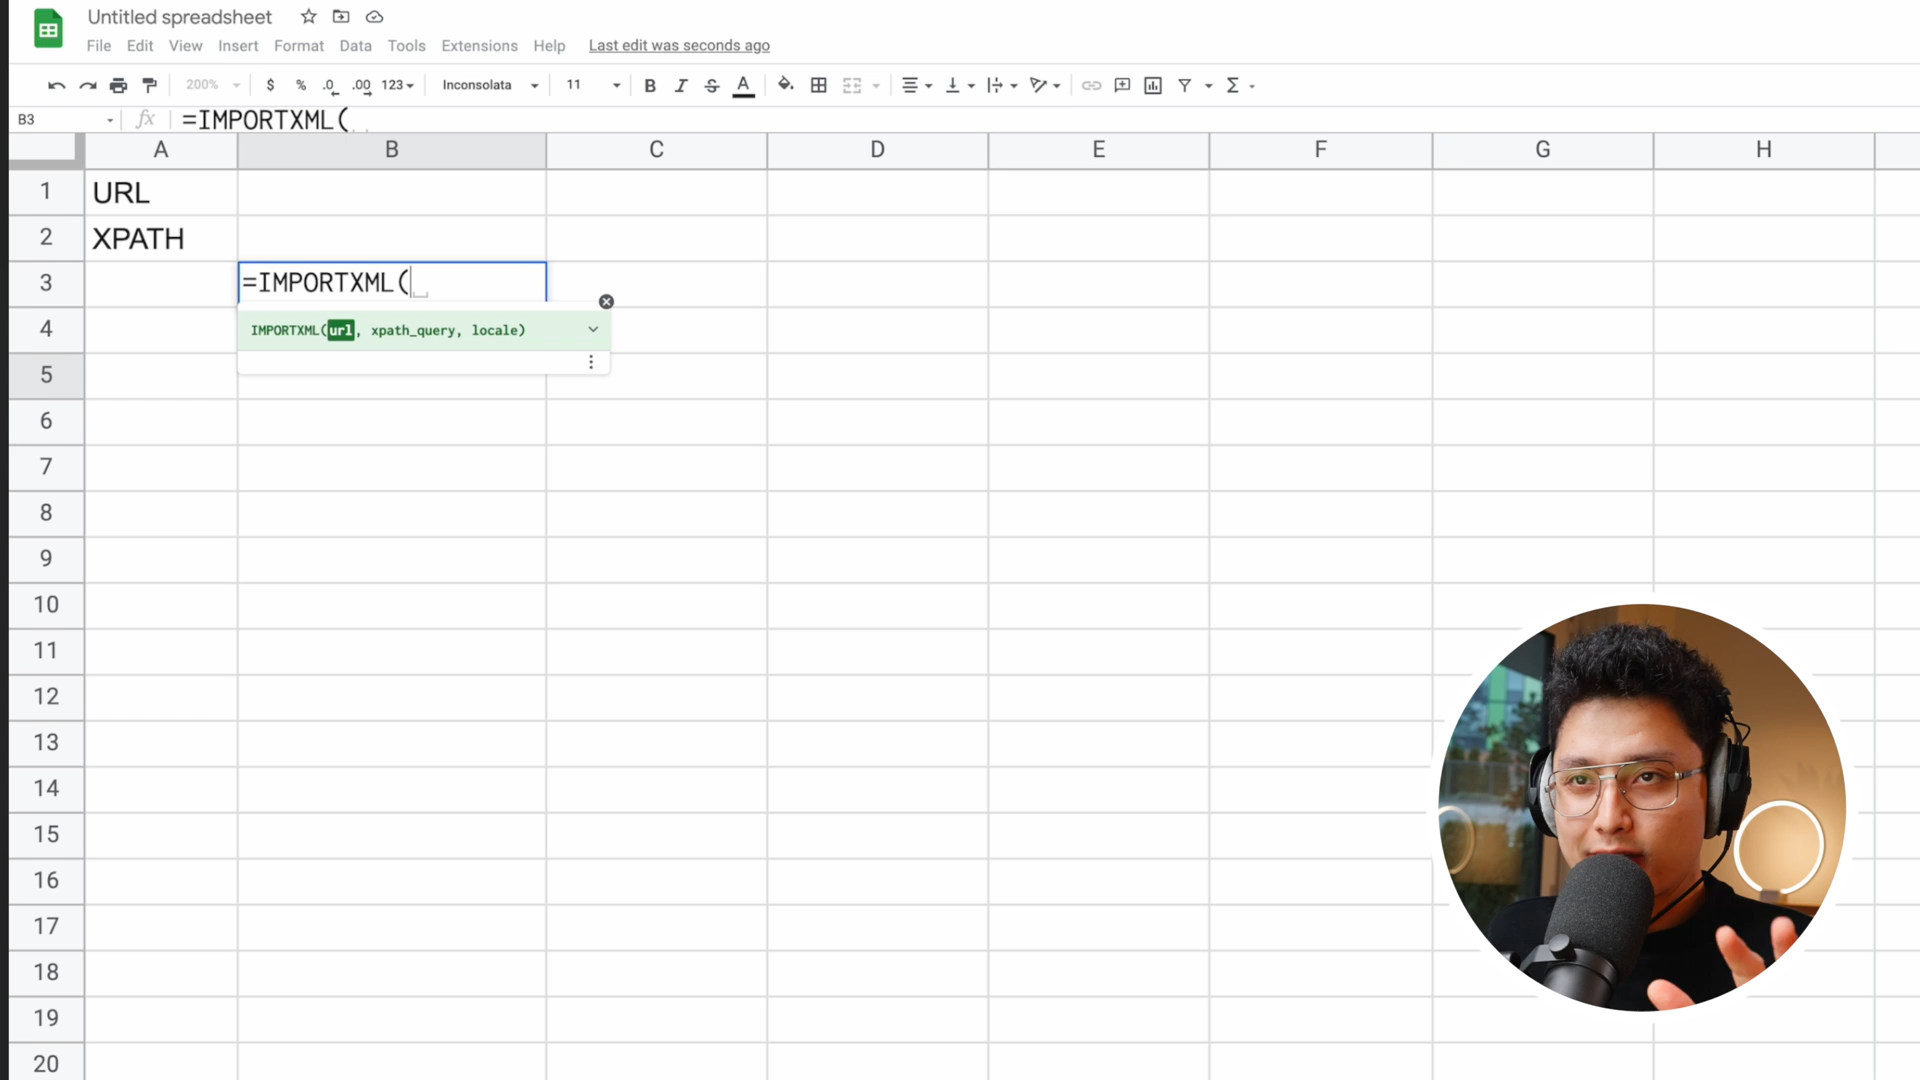 Untitled spreadsheet
File Edit View Insert Format Data Tools Extensions Help Last edit was seconds ago
200% $ % .0 .00 123 Inconsolata 11 B I S A Σ
B3 fx =IMPORTXML(
A B C D E F G H
1 URL
2 XPATH
3 =IMPORTXML(
IMPORTXML(url, xpath_query, locale)
4
5
6
7
8
9
10
11
12
13
14
15
16
17
18
19
20